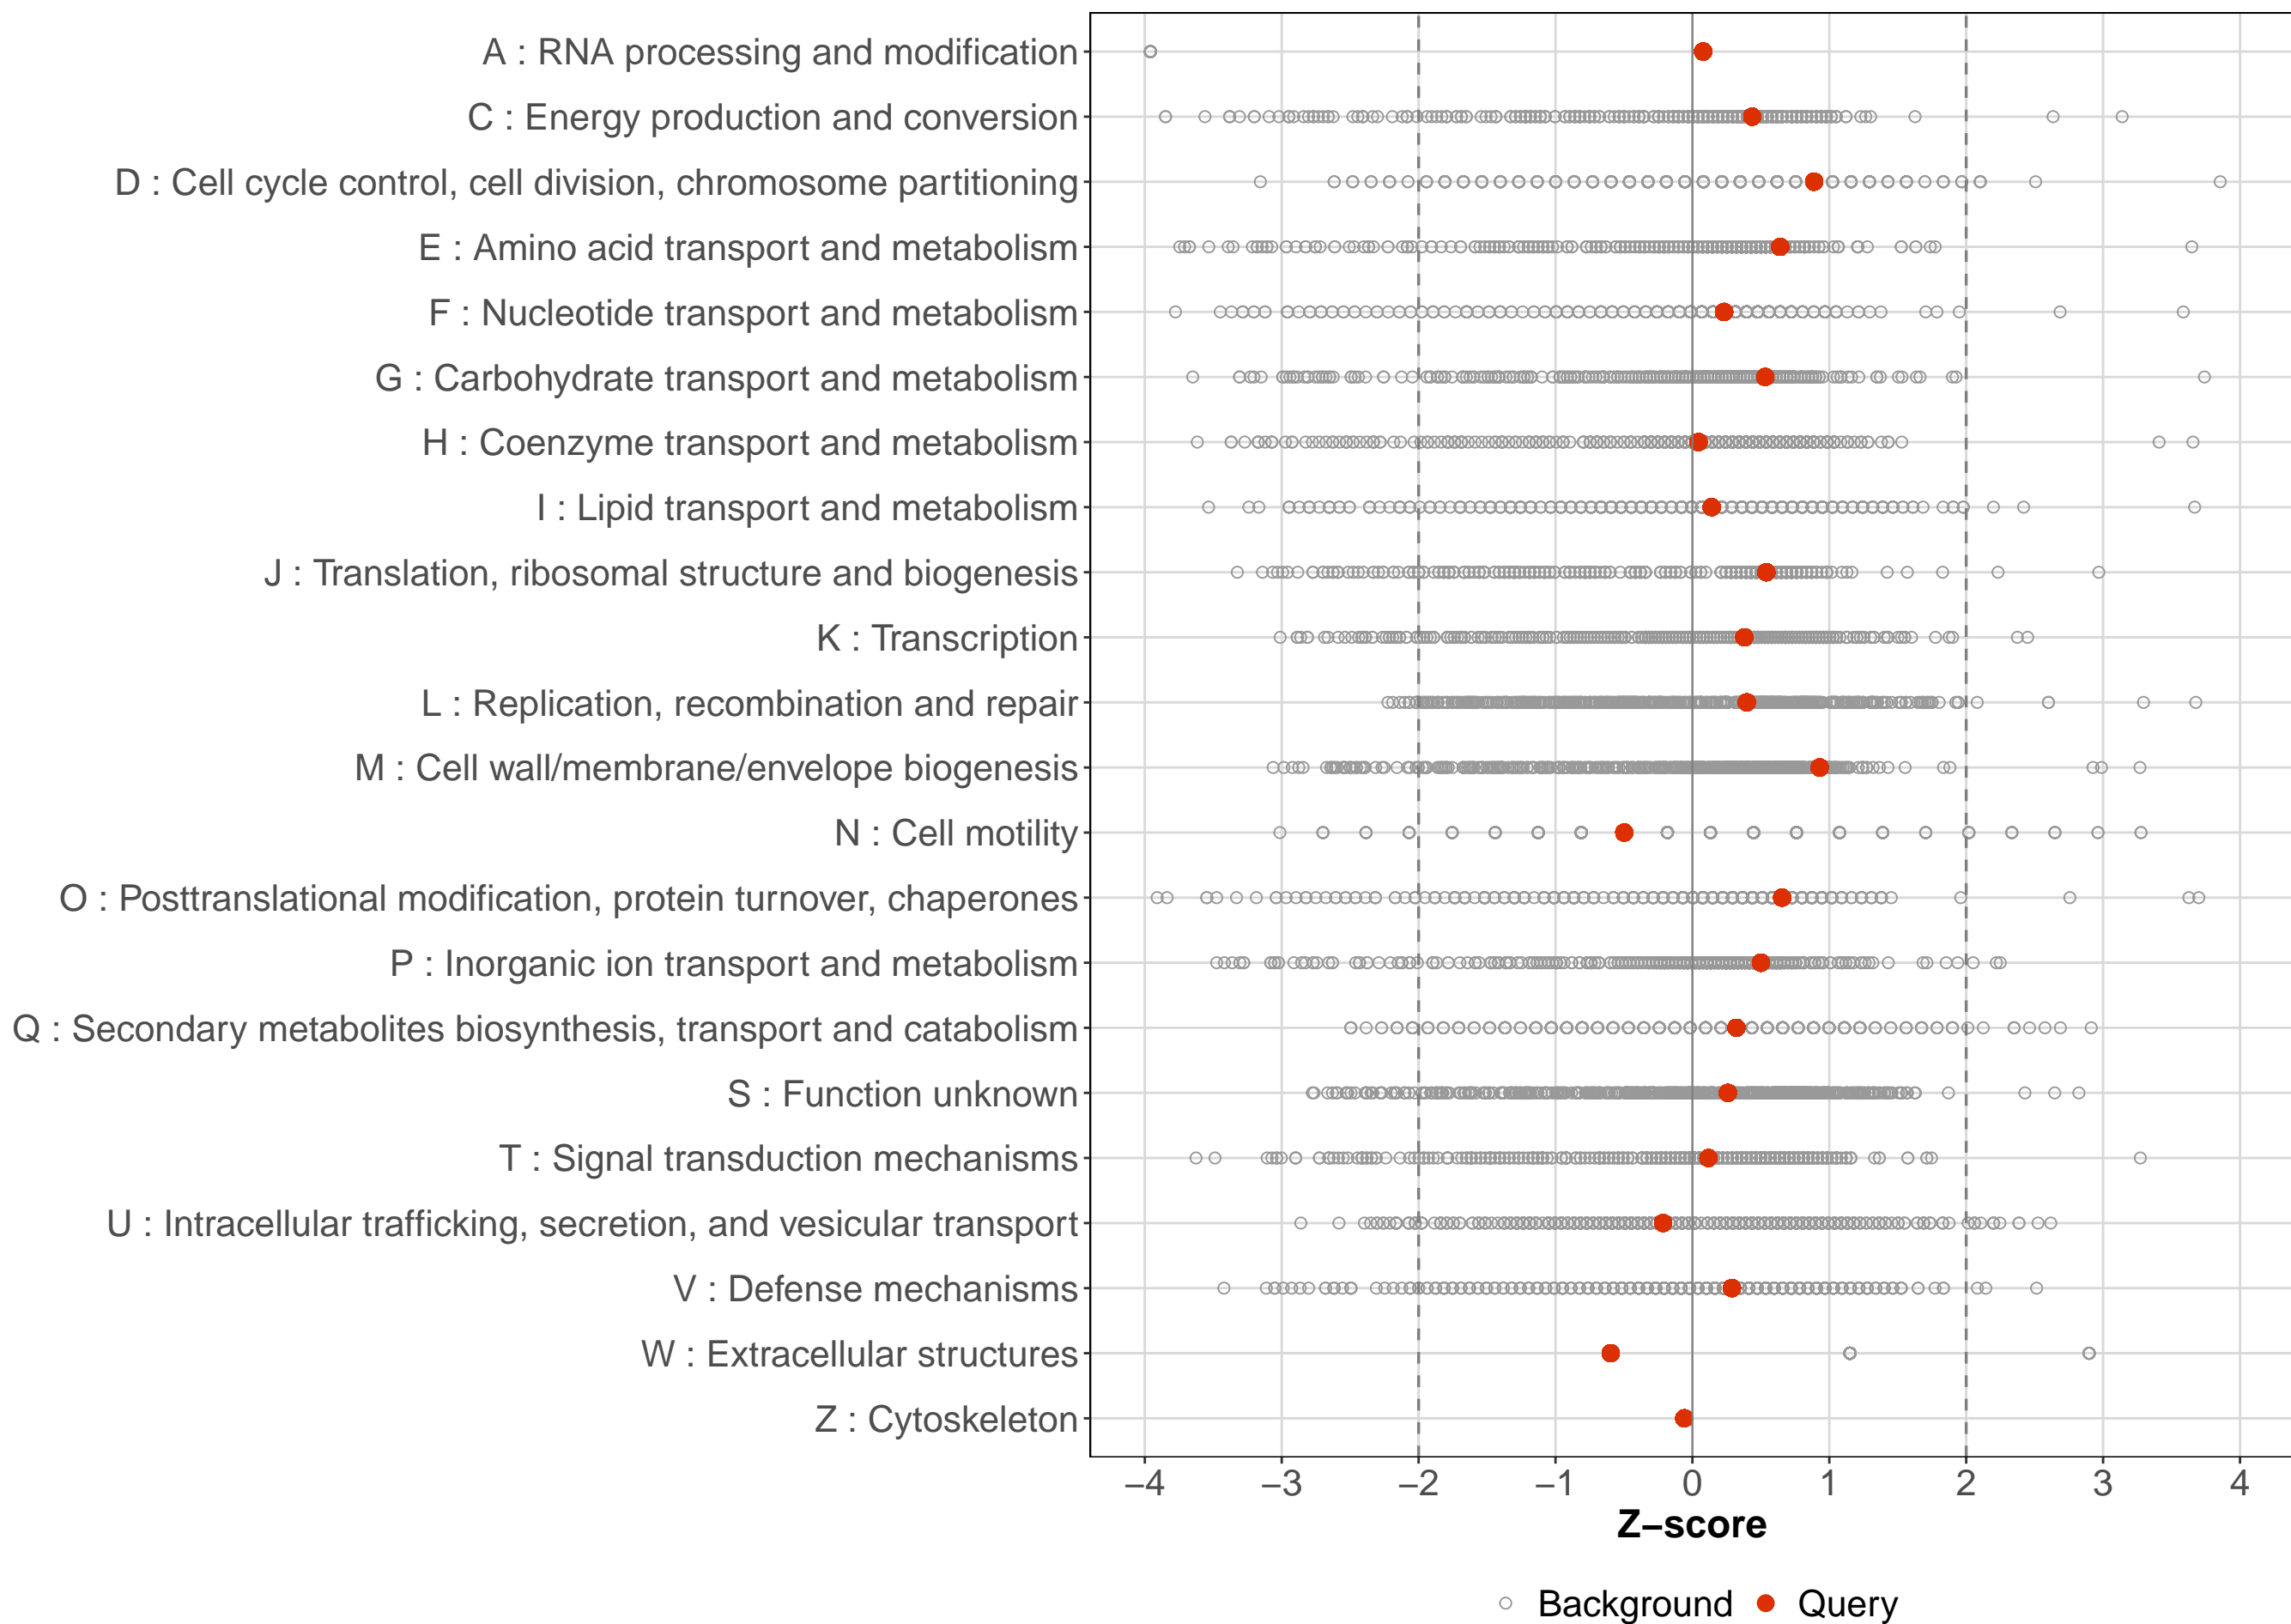 A : RNA processing and modification
C : Energy production and conversion
D : Cell cycle control, cell division, chromosome partitioning
E : Amino acid transport and metabolism
F : Nucleotide transport and metabolism
G : Carbohydrate transport and metabolism
H : Coenzyme transport and metabolism
I : Lipid transport and metabolism
J : Translation, ribosomal structure and biogenesis
K : Transcription
L : Replication, recombination and repair
M : Cell wall/membrane/envelope biogenesis
N : Cell motility
O : Posttranslational modification, protein turnover, chaperones
P : Inorganic ion transport and metabolism
Q : Secondary metabolites biosynthesis, transport and catabolism
S : Function unknown
T : Signal transduction mechanisms
U : Intracellular trafficking, secretion, and vesicular transport
V : Defense mechanisms
W : Extracellular structures
Z : Cytoskeleton
−4 −3 −2 −1 0 1 2 3 4
Z−score
Background Query